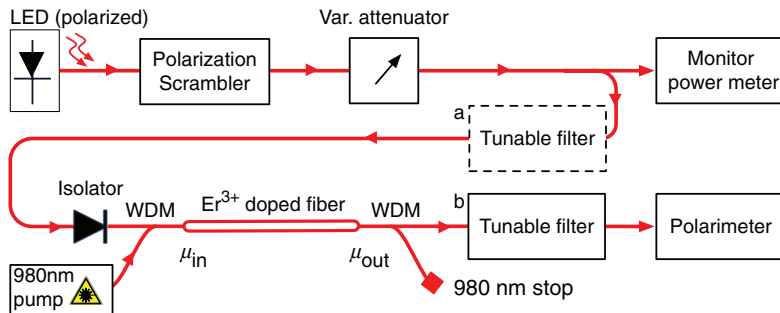 LED (polarized)
Var. attenuator
Polarization
Scrambler
Monitor
power meter
a
Tunable filter
Isolator
WDM
Er³⁺ doped fiber
WDM
b
Tunable filter
Polarimeter
μin
μout
980nm
pump
980 nm stop